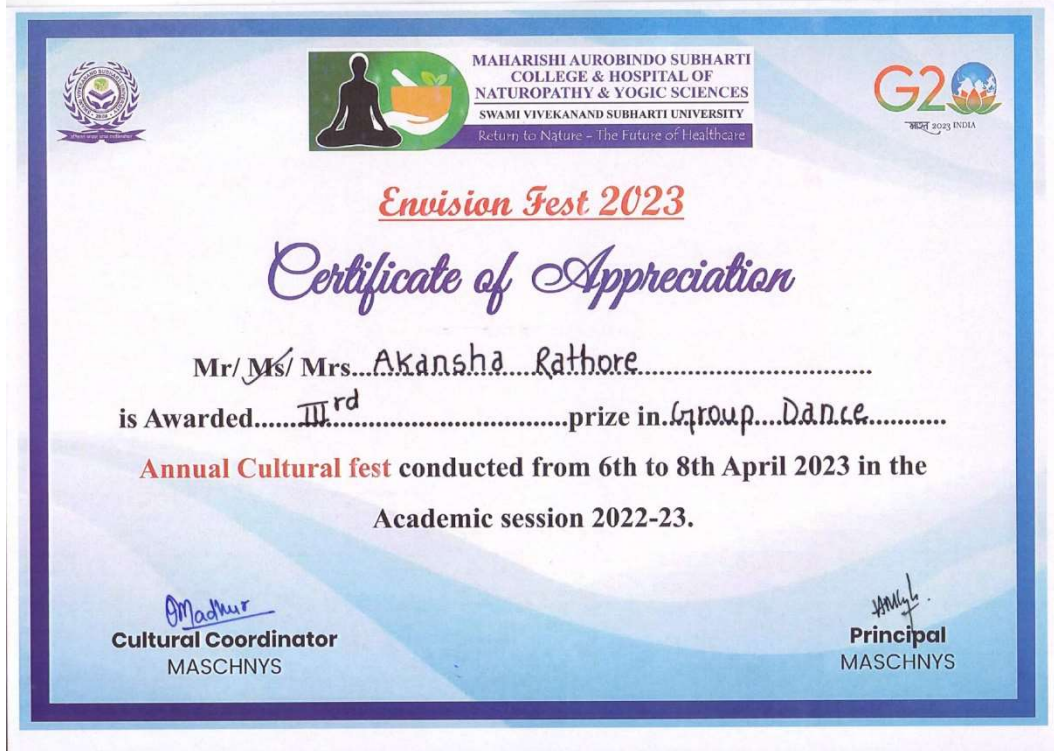 MAHARISHI AUROBINDO SUBHARTI
COLLEGE & HOSPITAL OF
NATUROPATHY & YOGIC SCIENCES
SWAMI VIVEKANAND SUBHARTI UNIVERSITY
Return to Nature - The Future of Healthcare
G20
भारत 2023 INDIA
Envision Fest 2023
Certificate of Appreciation
Mr/ Ms/ Mrs...Akansha Rathore
is Awarded......IIIrd......prize in..Group Dance
Annual Cultural fest conducted from 6th to 8th April 2023 in the
Academic session 2022-23.
Madhur
Cultural Coordinator
MASCHNYS
Principal
MASCHNYS